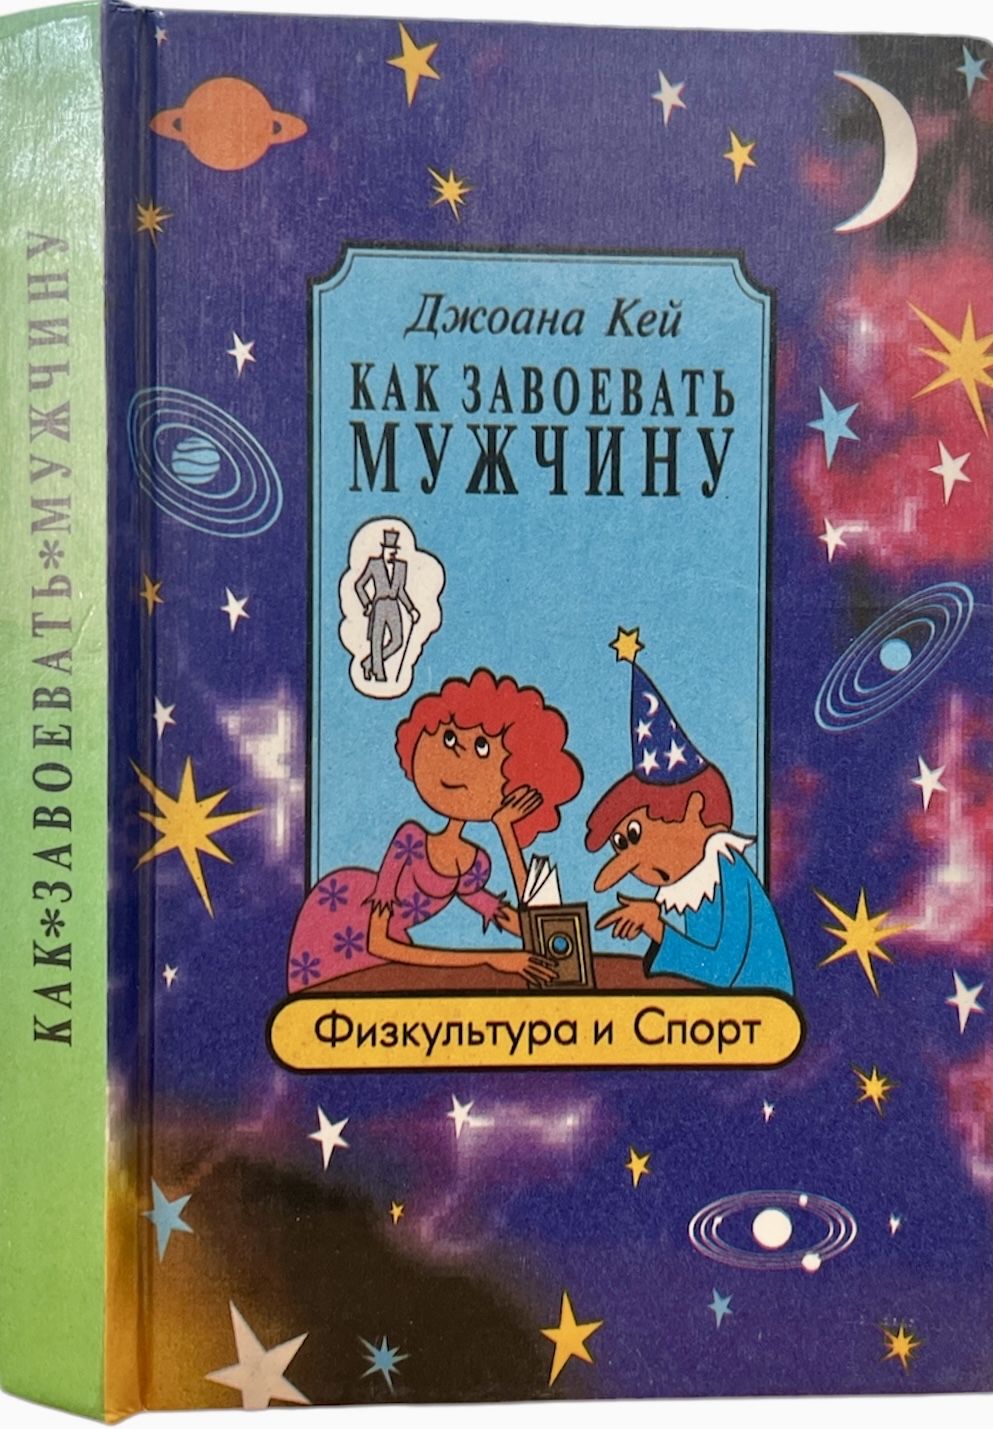 КАК*ЗАВОЕВАТЬ*МУЖЧИНУ
Джоана Кей
КАК ЗАВОЕВАТЬ
МУЖЧИНУ
Физкультура и Спорт